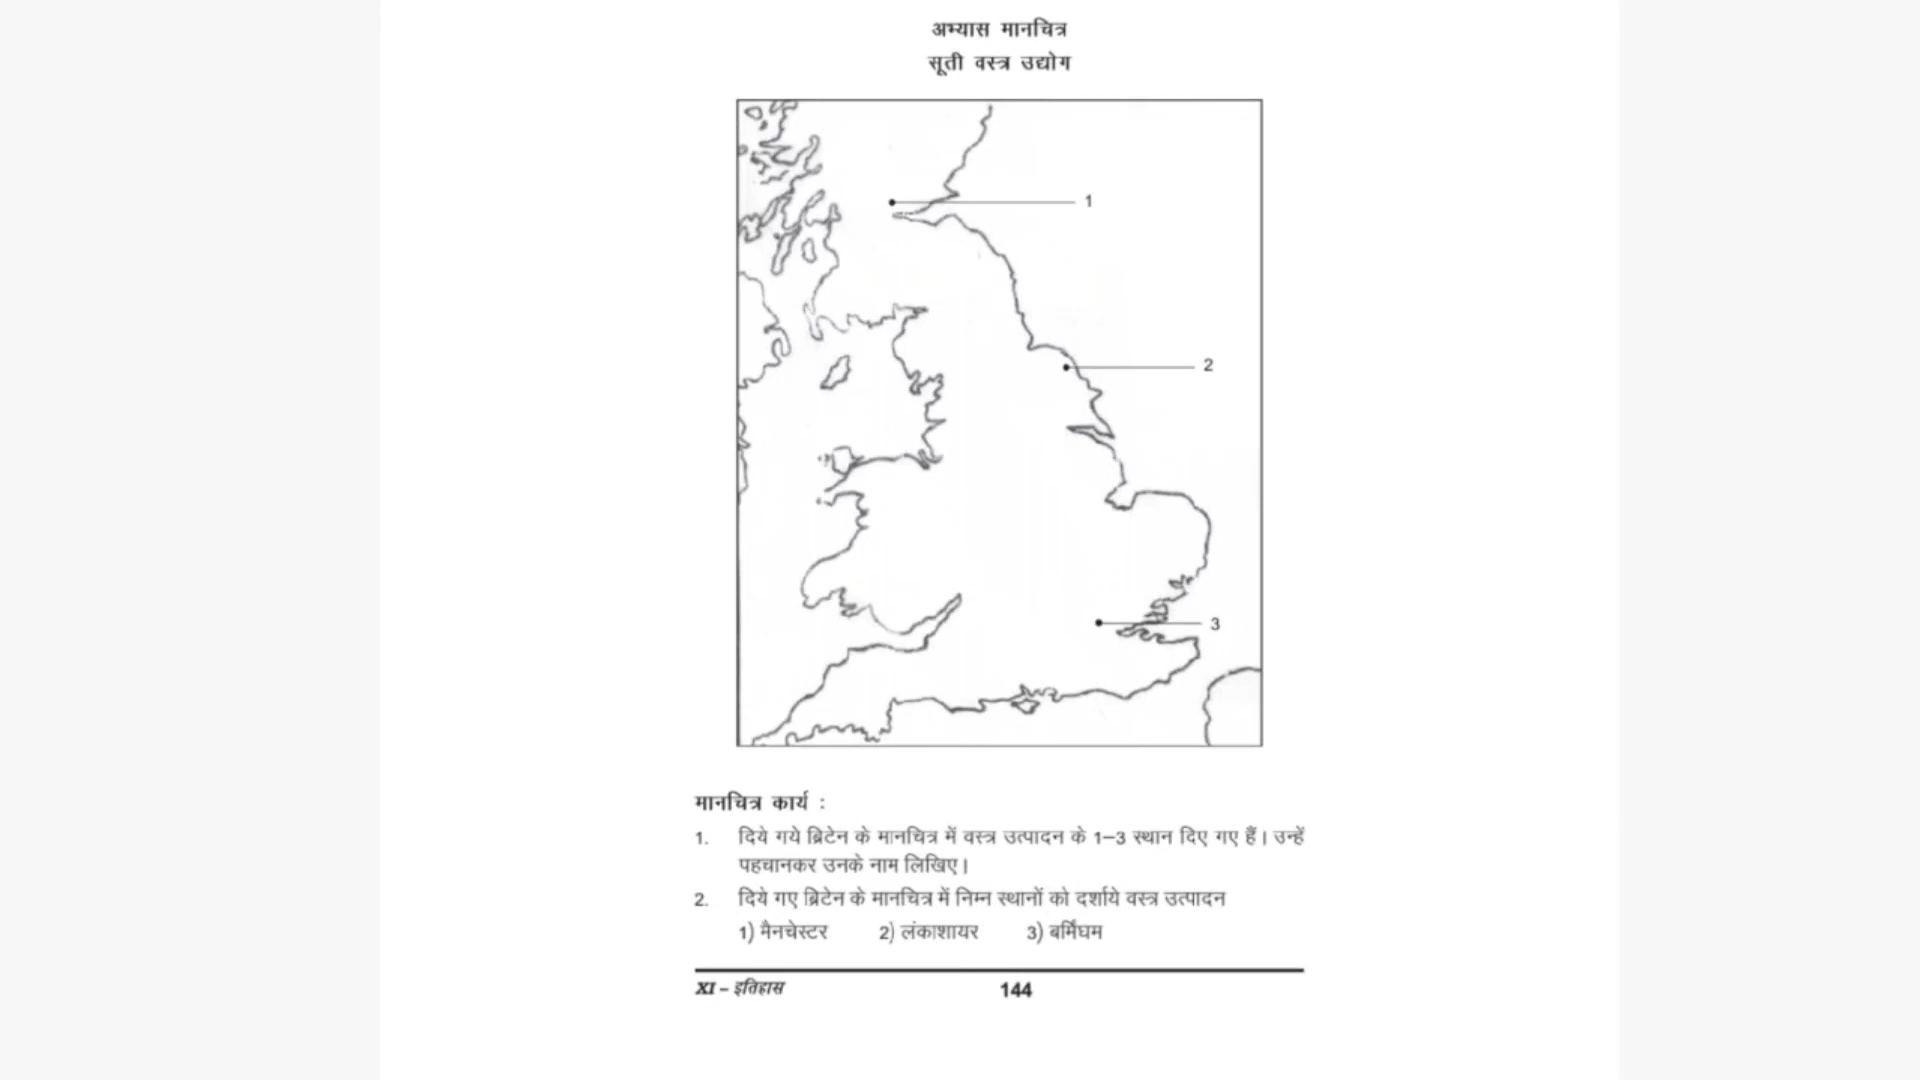 अभ्यास मानचित्र
सूती वस्त्र उद्योग
1
2
3
मानचित्र कार्य :
1. दिये गये ब्रिटेन के मानचित्र में वस्त्र उत्पादन के 1–3 स्थान दिए गए हैं। उन्हें
पहचानकर उनके नाम लिखिए।
2. दिये गए ब्रिटेन के मानचित्र में निम्न स्थानों को दर्शाये वस्त्र उत्पादन
1) मैनचेस्टर 2) लंकाशायर 3) बर्मिंघम
XI – इतिहास 144